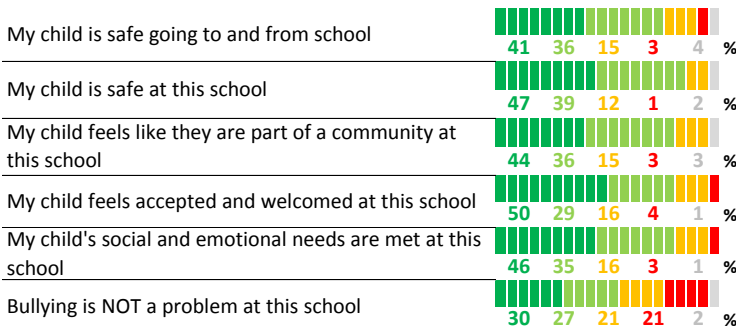 My child is safe going to and from school
41 36 15 3 4 %
My child is safe at this school
47 39 12 1 2 %
My child feels like they are part of a community at
this school
44 36 15 3 3 %
My child feels accepted and welcomed at this school
50 29 16 4 1 %
My child's social and emotional needs are met at this
school
46 35 16 3 1 %
Bullying is NOT a problem at this school
30 27 21 21 2 %